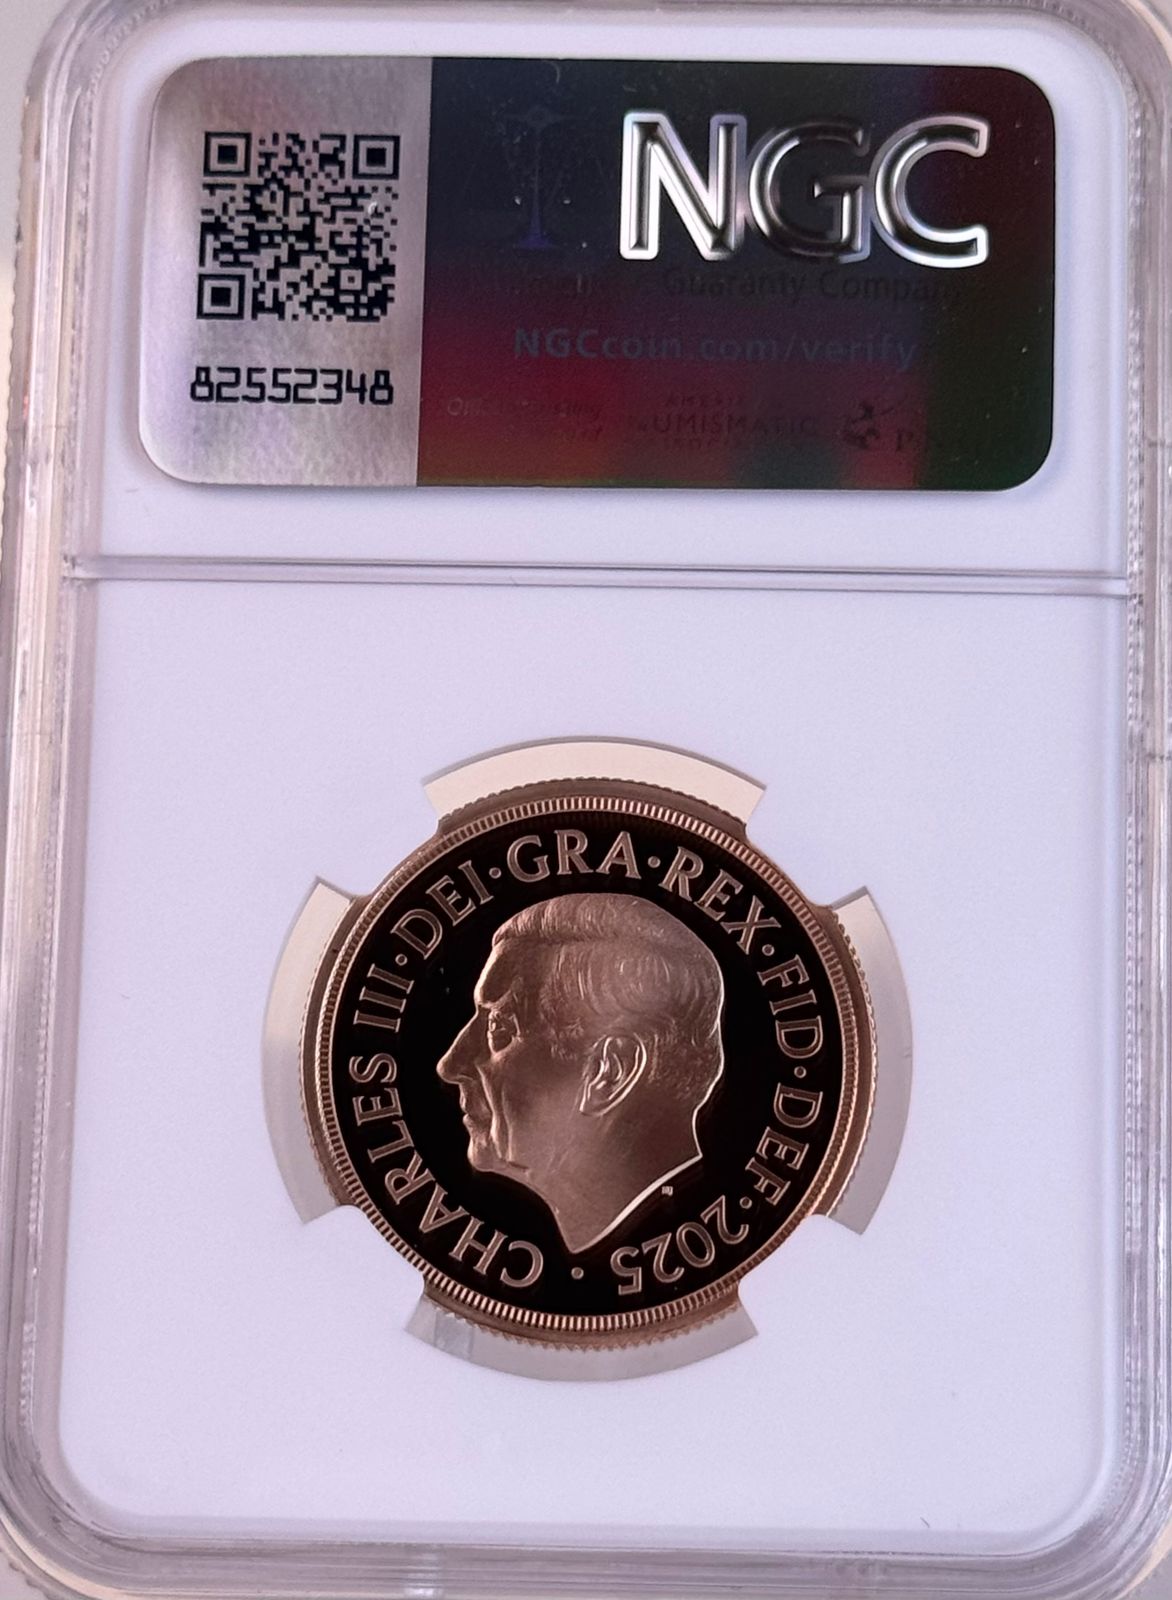 NGC
Guaranty Company
NGCcoin.com/verify
82552348
NUMISMATIC
CHARLES III · DEI · GRA · REX · FID · DEF · 2025 ·